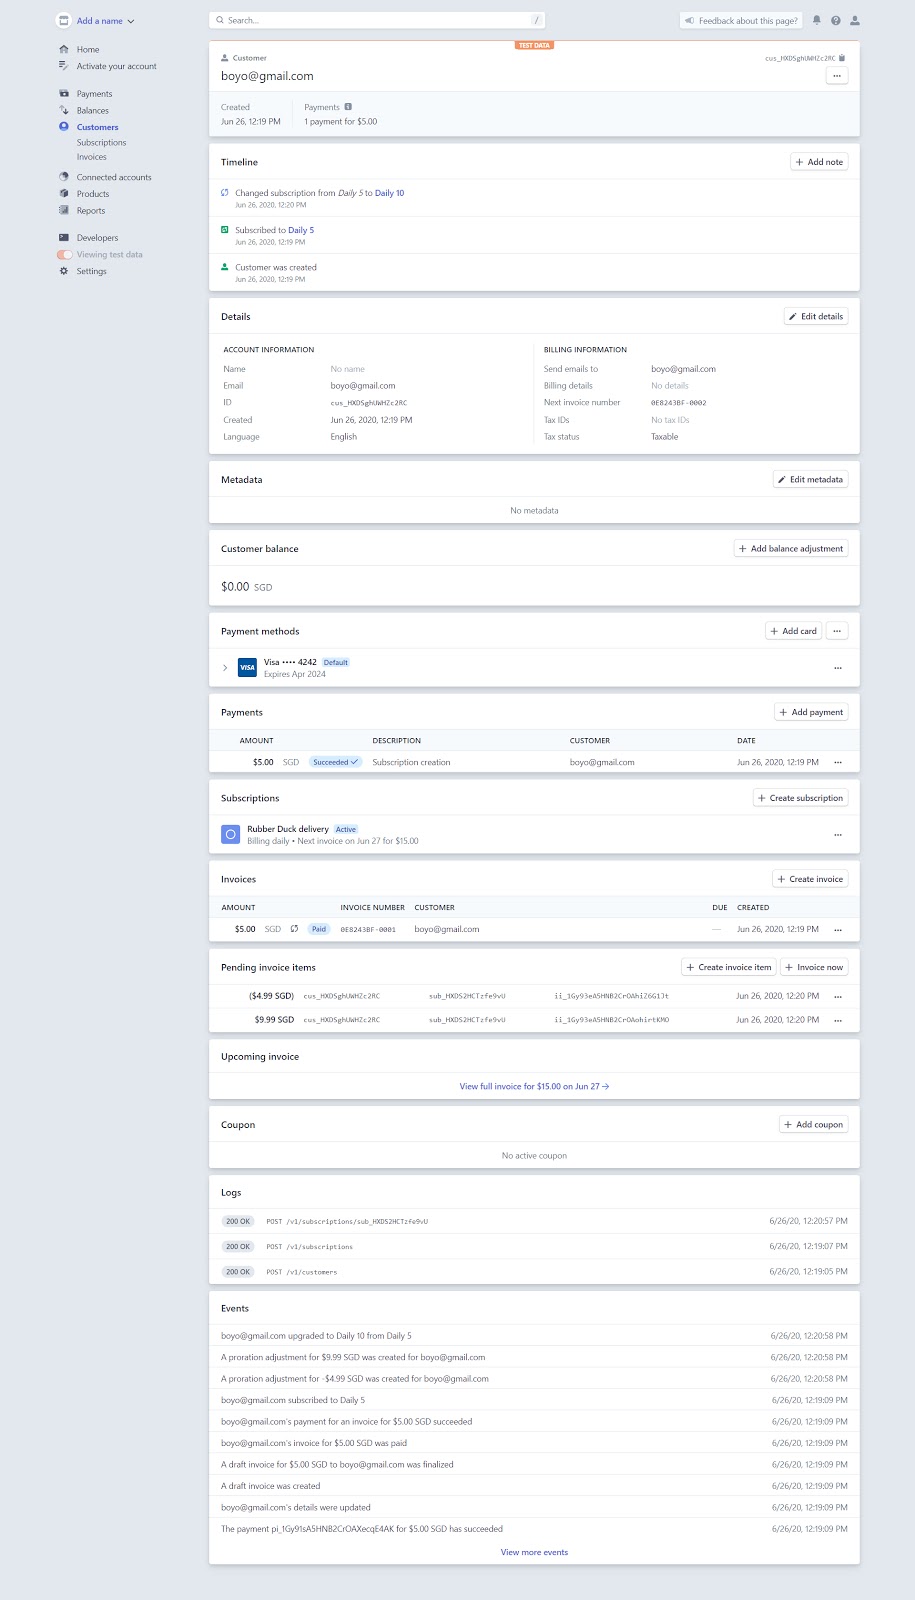 Add a name
Search...
/
Feedback about this page?
Home
Activate your account
Payments
Balances
Customers
Subscriptions
Invoices
Connected accounts
Products
Reports
Developers
Viewing test data
Settings
TEST DATA
Customer
cus_HXDSghUWHZc2RC
boyo@gmail.com
Created
Payments
Jun 26, 12:19 PM
1 payment for $5.00
Timeline
Add note
Changed subscription from Daily 5 to Daily 10
Jun 26, 2020, 12:20 PM
Subscribed to Daily 5
Jun 26, 2020, 12:19 PM
Customer was created
Jun 26, 2020, 12:19 PM
Details
Edit details
ACCOUNT INFORMATION
Name No name
Email boyo@gmail.com
ID cus_HXDSghUWHZc2RC
Created Jun 26, 2020, 12:19 PM
Language English
BILLING INFORMATION
Send emails to boyo@gmail.com
Billing details No details
Next invoice number 0E8243BF-0002
Tax IDs No tax IDs
Tax status Taxable
Metadata
Edit metadata
No metadata
Customer balance
Add balance adjustment
$0.00 SGD
Payment methods
Add card
VISA
Visa •••• 4242 Default
Expires Apr 2024
Payments
Add payment
AMOUNT DESCRIPTION CUSTOMER DATE
$5.00 SGD Succeeded Subscription creation boyo@gmail.com Jun 26, 2020, 12:19 PM
Subscriptions
Create subscription
Rubber Duck delivery Active
Billing daily • Next invoice on Jun 27 for $15.00
Invoices
Create invoice
AMOUNT INVOICE NUMBER CUSTOMER DUE CREATED
$5.00 SGD Paid 0E8243BF-0001 boyo@gmail.com — Jun 26, 2020, 12:19 PM
Pending invoice items
Create invoice item
Invoice now
($4.99 SGD) cus_HXDSghUWHZc2RC sub_HXDS2HCTzfe9vU ii_1Gy93eA5HNB2CrOAhiZ6G1Jt Jun 26, 2020, 12:20 PM
$9.99 SGD cus_HXDSghUWHZc2RC sub_HXDS2HCTzfe9vU ii_1Gy93eA5HNB2CrOAohirtKMO Jun 26, 2020, 12:20 PM
Upcoming invoice
View full invoice for $15.00 on Jun 27 →
Coupon
Add coupon
No active coupon
Logs
200 OK POST /v1/subscriptions/sub_HXDS2HCTzfe9vU 6/26/20, 12:20:57 PM
200 OK POST /v1/subscriptions 6/26/20, 12:19:07 PM
200 OK POST /v1/customers 6/26/20, 12:19:05 PM
Events
boyo@gmail.com upgraded to Daily 10 from Daily 5 6/26/20, 12:20:58 PM
A proration adjustment for $9.99 SGD was created for boyo@gmail.com 6/26/20, 12:20:58 PM
A proration adjustment for -$4.99 SGD was created for boyo@gmail.com 6/26/20, 12:20:58 PM
boyo@gmail.com subscribed to Daily 5 6/26/20, 12:19:09 PM
boyo@gmail.com's payment for an invoice for $5.00 SGD succeeded 6/26/20, 12:19:09 PM
boyo@gmail.com's invoice for $5.00 SGD was paid 6/26/20, 12:19:09 PM
A draft invoice for $5.00 SGD to boyo@gmail.com was finalized 6/26/20, 12:19:09 PM
A draft invoice was created 6/26/20, 12:19:09 PM
boyo@gmail.com's details were updated 6/26/20, 12:19:09 PM
The payment pi_1Gy91sA5HNB2CrOAXecqE4AK for $5.00 SGD has succeeded 6/26/20, 12:19:09 PM
View more events